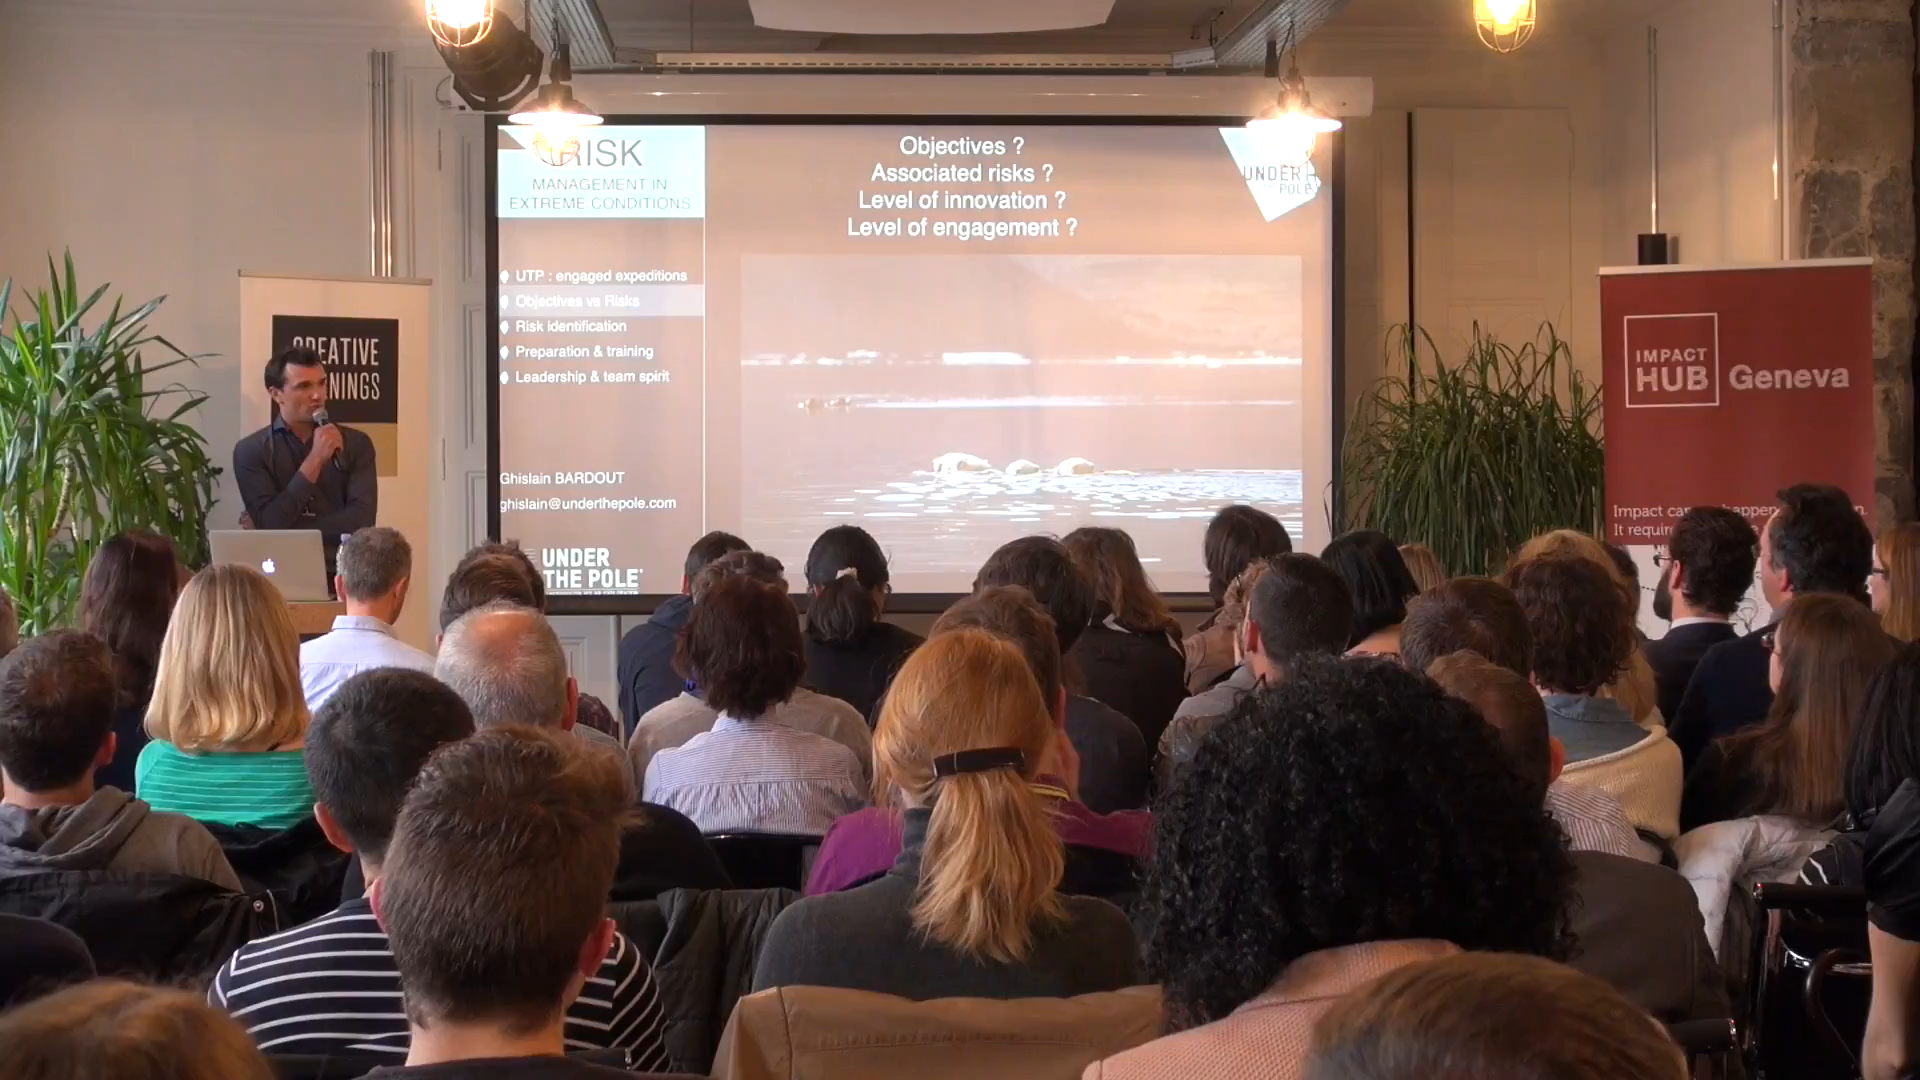 RISK
MANAGEMENT IN
EXTREME CONDITIONS
UTP : engaged expeditions
Objectives vs Risks
Risk identification
Preparation & training
Leadership & team spirit
Ghislain BARDOUT
ghislain@underthepole.com
UNDER
THE POLE
Objectives ?
Associated risks ?
Level of innovation ?
Level of engagement ?
UNDER
POLE
IMPACT
HUB Geneva
Impact
It